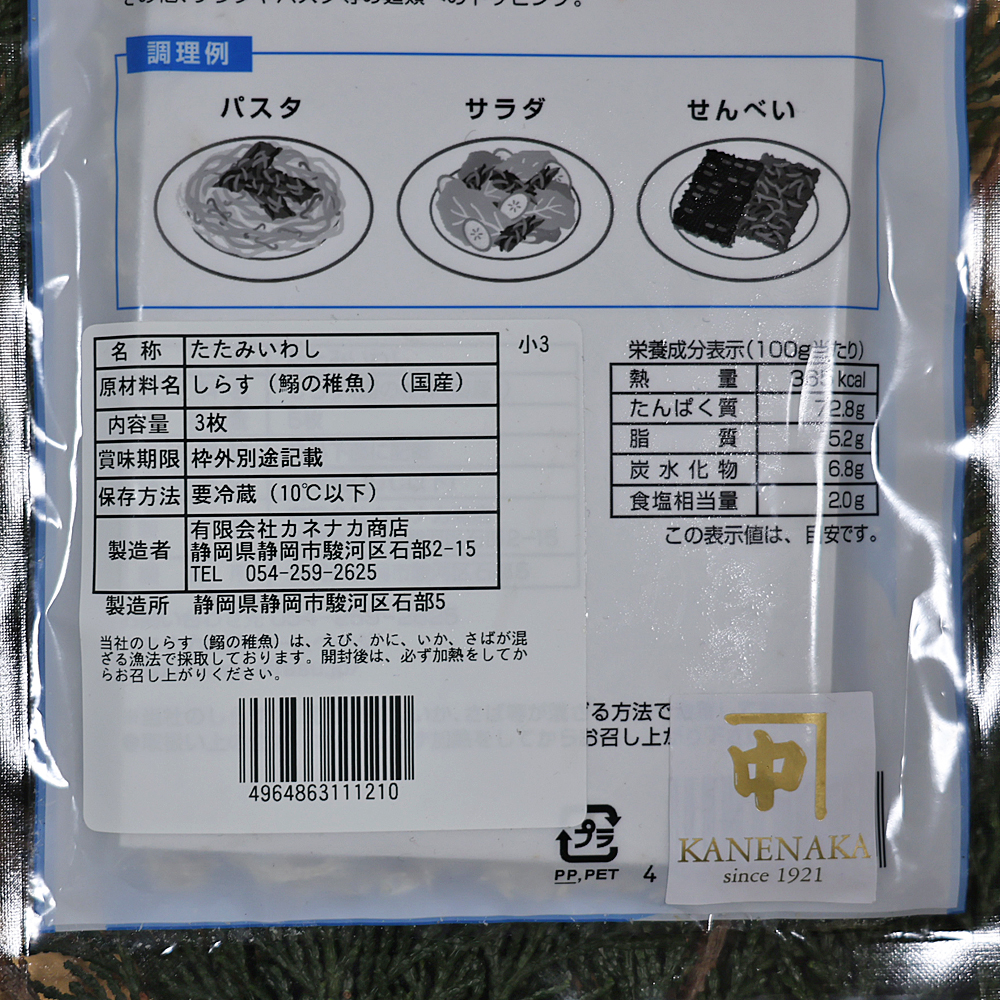 調理例
パスタ
サラダ
せんべい
名称 たたみいわし
小3
原材料名 しらす（鰯の稚魚）（国産）
内容量 3枚
賞味期限 枠外別途記載
保存方法 要冷蔵（10℃以下）
製造者 有限会社カネナカ商店
静岡県静岡市駿河区石部2-15
TEL 054-259-2625
製造所 静岡県静岡市駿河区石部5
当社のしらす（鰯の稚魚）は、えび、かに、いか、さばが混
ざる漁法で採取しております。開封後は、必ず加熱をしてか
らお召し上がりください。
4964863111210
栄養成分表示(100g当たり)
熱量 365kcal
たんぱく質 72.8g
脂質 5.2g
炭水化物 6.8g
食塩相当量 2.0g
この表示値は、目安です。
る方法で
お召し上が
プラ
PP,PET
4
中
KANENAKA
since 1921